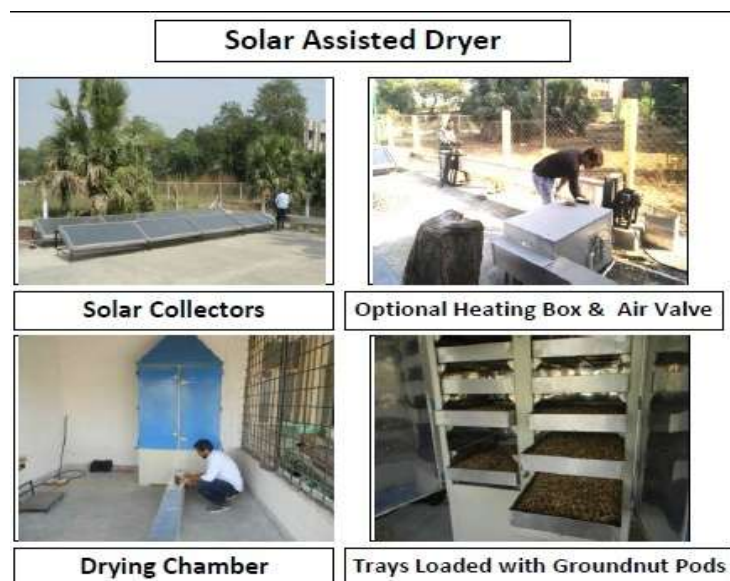 Solar Assisted Dryer
Solar Collectors
Optional Heating Box & Air Valve
Drying Chamber
Trays Loaded with Groundnut Pods